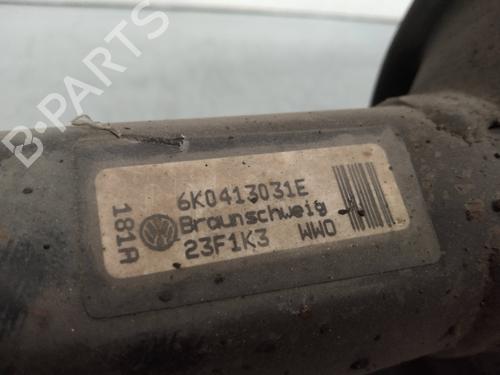 B-PARTS
6K0413031E
Braunschweig
23F1K3 WWO
181A